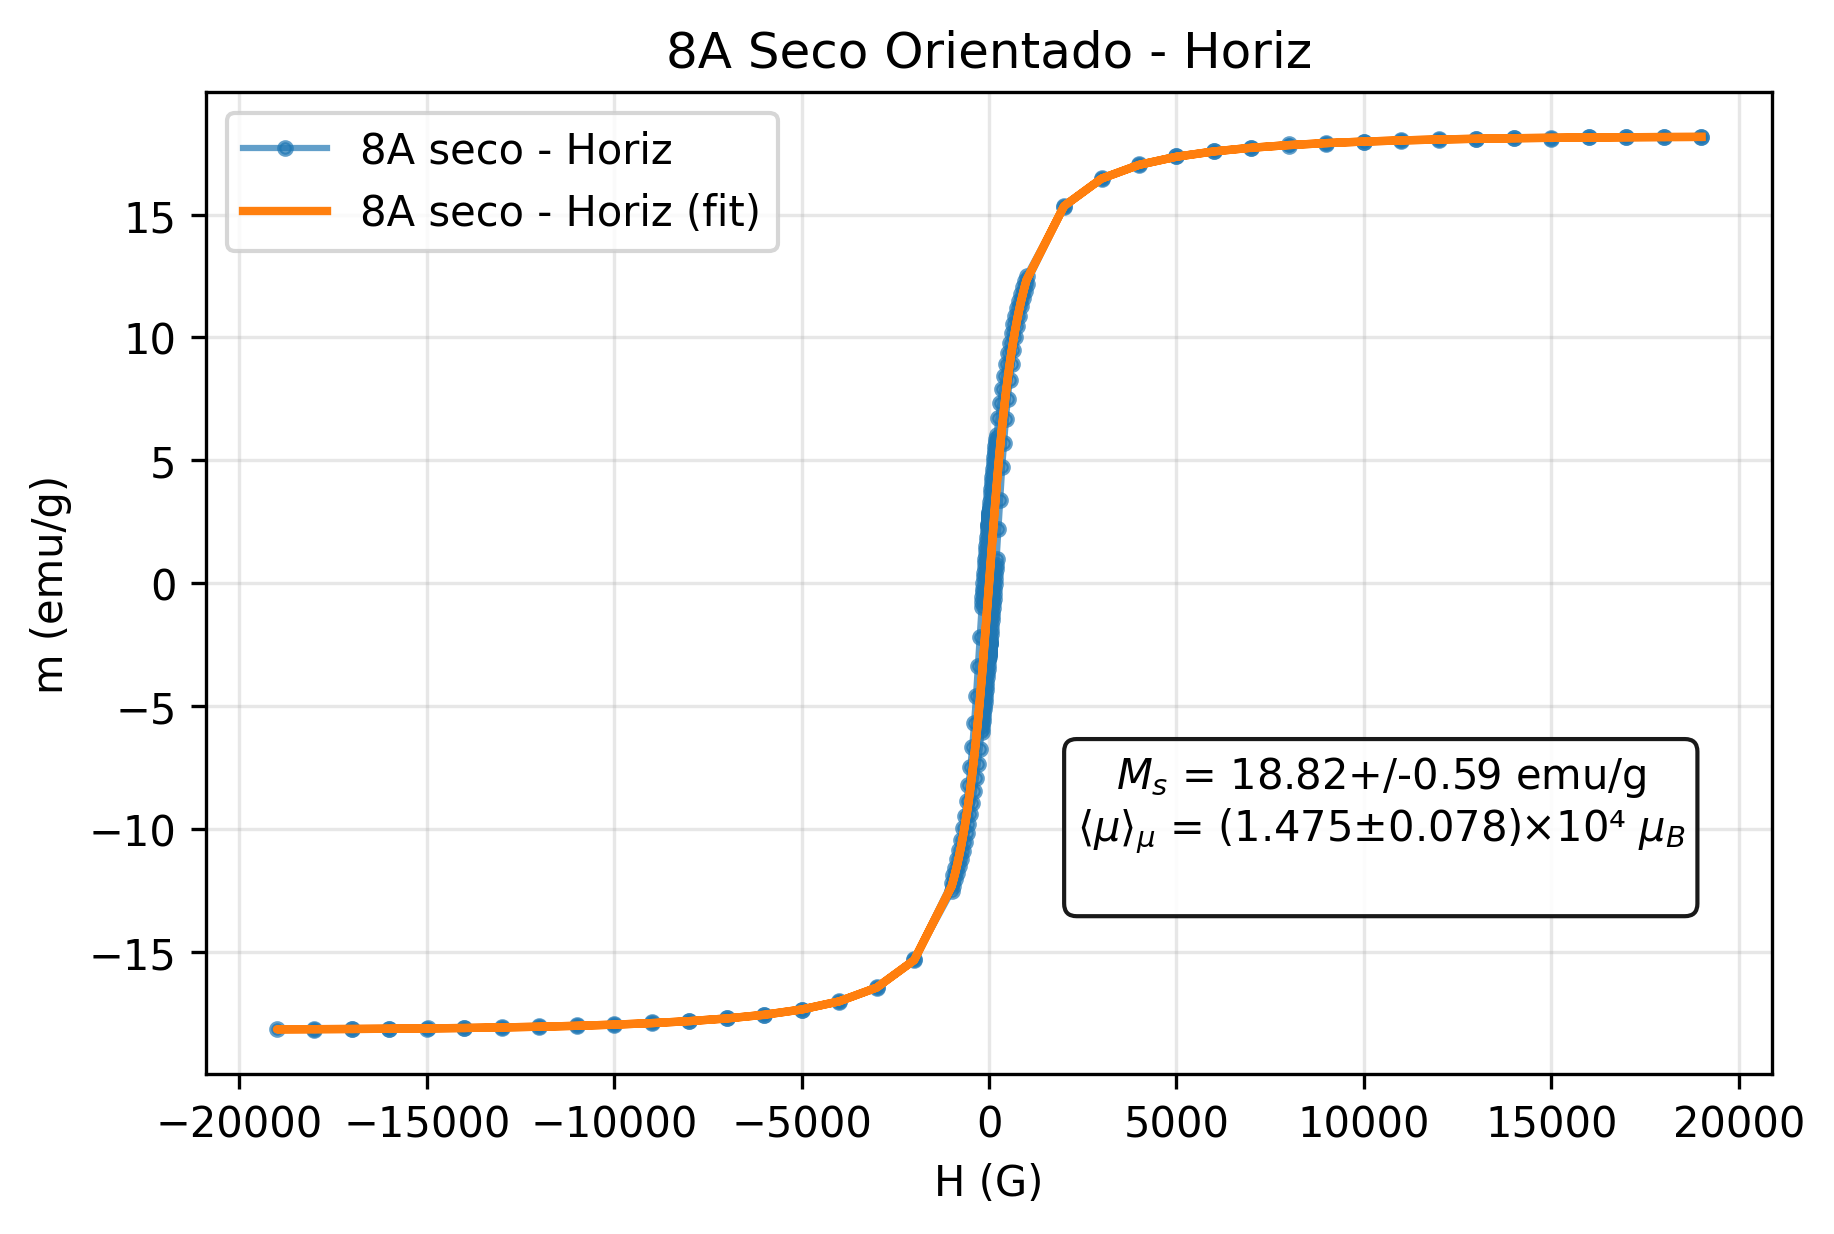 8A Seco Orientado - Horiz
8A seco - Horiz
8A seco - Horiz (fit)
m (emu/g)
15
10
5
0
−5
−10
−15
M_s = 18.82+/-0.59 emu/g
⟨μ⟩_μ = (1.475±0.078)×10⁴ μ_B
−20000 −15000 −10000 −5000 0 5000 10000 15000 20000
H (G)